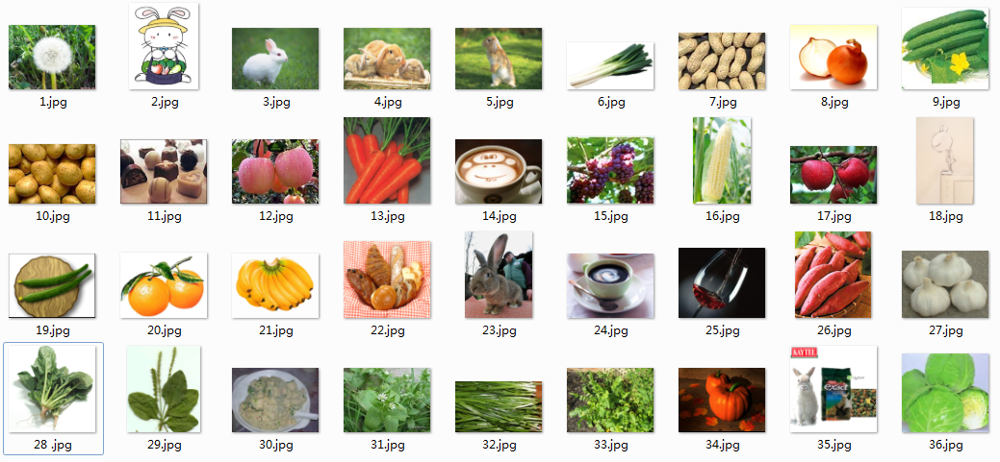 1.jpg
2.jpg
3.jpg
4.jpg
5.jpg
6.jpg
7.jpg
8.jpg
9.jpg
10.jpg
11.jpg
12.jpg
13.jpg
14.jpg
15.jpg
16.jpg
17.jpg
18.jpg
19.jpg
20.jpg
21.jpg
22.jpg
23.jpg
24.jpg
25.jpg
26.jpg
27.jpg
KAYTEE
exact
28 .jpg
29.jpg
30.jpg
31.jpg
32.jpg
33.jpg
34.jpg
35.jpg
36.jpg